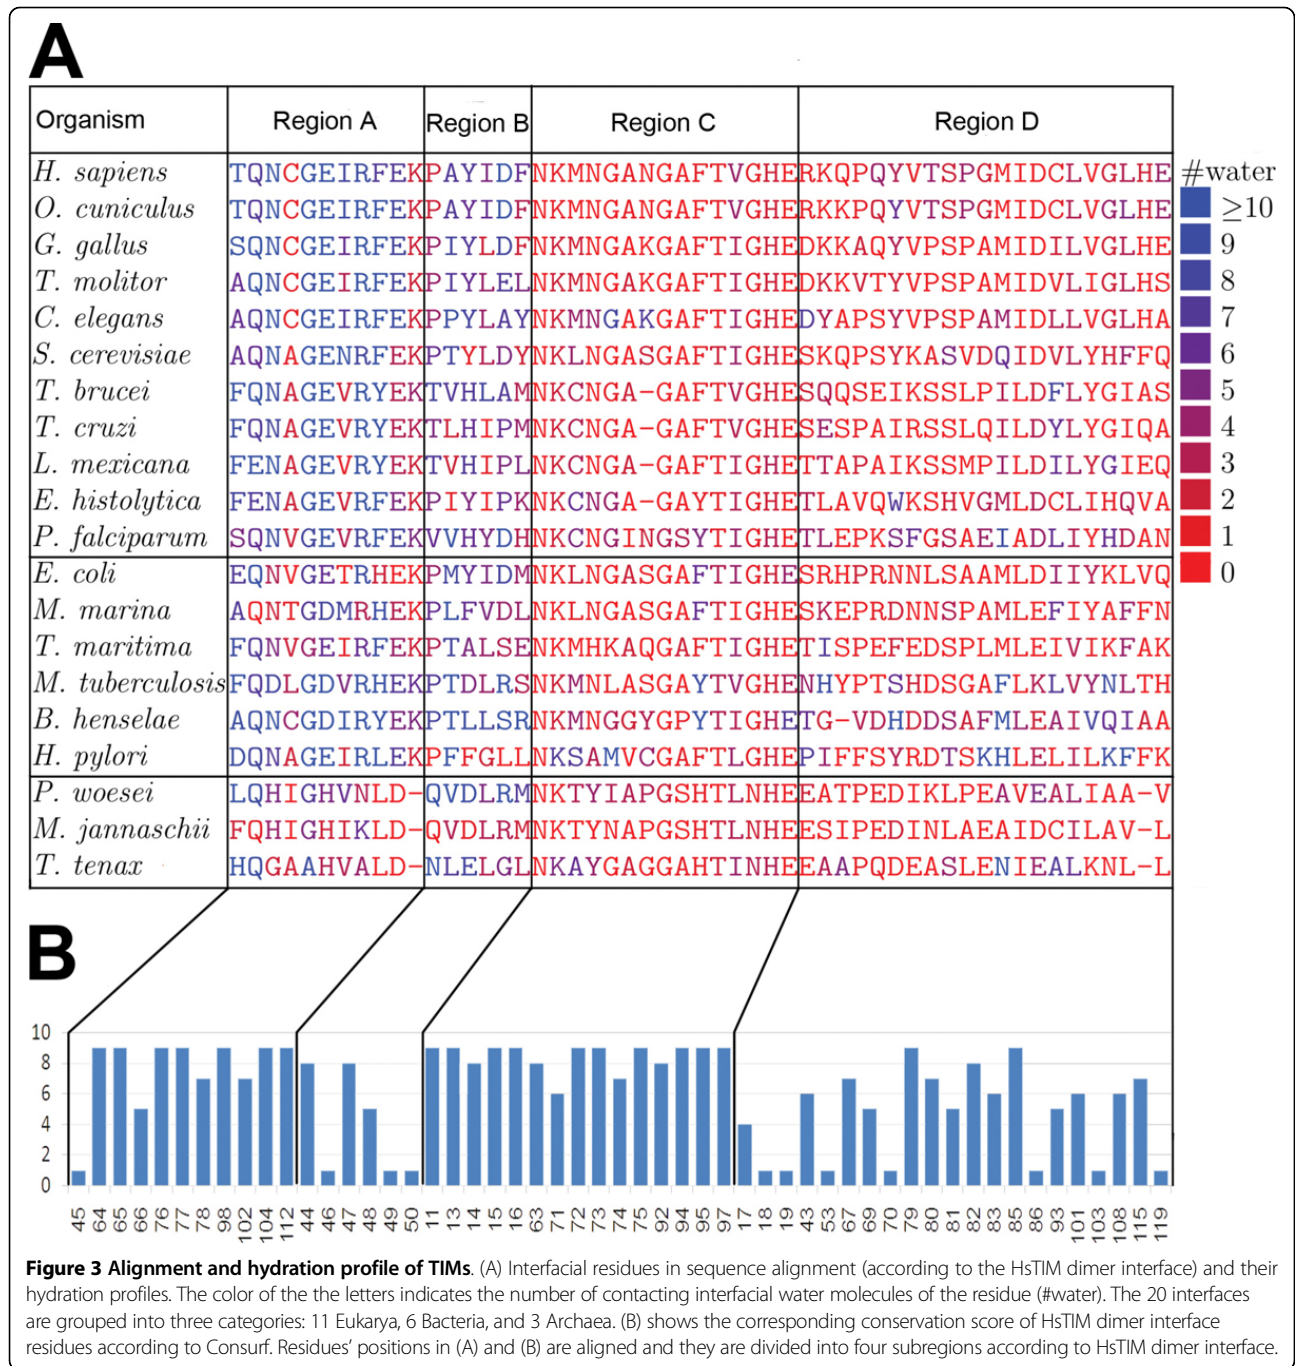 A
Organism Region A Region B Region C Region D
H. sapiens TQNCGEIRFEKPAYIDFNKMNGANGAFTVGHERKQPQYVTSPGMIDCLVGLHE #water
O. cuniculus TQNCGEIRFEKPAYIDFNKMNGANGAFTVGHERKKPQYVTSPGMIDCLVGLHE ≥10
G. gallus SQNCGEIRFEKPIYLDFNKMNGAKGAFTIGHEDKKAQYVPSPAMIDILVGLHE 9
T. molitor AQNCGEIRFEKPIYLELNKMNGAKGAFTIGHEDKKVTYVPSPAMIDVLIGLHS 8
C. elegans AQNCGEIRFEKPPYLAYNKMNGAKGAFTIGHEDYAPSYVPSPAMIDLLVGLHA 7
S. cerevisiae AQNAGENRFEKPTYLDYNKLNGASGAFTIGHESKQPSYKASVDQIDVLYHFFQ 6
T. brucei FQNAGEVRYEKTVHLAMNKCNGA-GAFTVGHESQQSEIKSSLPILDFLYGIAS 5
T. cruzi FQNAGEVRYEKTLHIPMNKCNGA-GAFTVGHESESPAIRSSLQILDYLYGIQA 4
L. mexicana FENAGEVRYEKTVHIPLNKCNGA-GAFTIGHETTAPAIKSSMPILDILYGIEQ 3
E. histolytica FENAGEVRFEKPIYIPKNKCNGA-GAYTIGHETLAVQWKSHVGMLDCLIHQVA 2
P. falciparum SQNVGEVRFEKVVHYDHNKCNGINGSYTIGHETLEPKSFGSAEIADLIYHDAN 1
E. coli EQNVGETRHEKPMYIDMNKLNGASGAFTIGHESRHPRNNLSAAMLDIIYKLVQ 0
M. marina AQNTGDMRHEKPLFVDLNKLNGASGAFTIGHESKEPRDNNSPAMLEFIYAFFN
T. maritima FQNVGEIRFEKPTALSENKMHKAQGAFTIGHETISPEFEDSPLMLEIVIKFAK
M. tuberculosis FQDLGDVRHEKPTDLRSNKMNLASGAYTVGHENHYPTSHDSGAFLKLVYNLTH
B. henselae AQNCGDIRYEKPTLLSRNKMNGGYGPYTIGHETG-VDHDDSAFMLEAIVQIAA
H. pylori DQNAGEIRLEKPFFGLLNKSAMVCGAFTLGHEPIFFSYRDTSKHLELILKFFK
P. woesei LQHIGHVNLD-QVDLRMNKTYIAPGSHTLNHEEATPEDIKLPEAVEALIAA-V
M. jannaschii FQHIGHIKLD-QVDLRMNKTYNAPGSHTLNHEESIPEDINLAEAIDCILAV-L
T. tenax HQGAAHVALD-NLELGLNKAYGAGGAHTINHEEAAPQDEASLENIEALKNL-L
B
10
8
6
4
2
0
45 64 65 66 76 77 78 98 102 104 112 44 46 47 48 49 50 11 13 14 15 16 63 71 72 73 74 75 92 94 95 97 17 18 19 43 53 67 69 70 79 80 81 82 83 85 86 93 101 103 108 115 119
Figure 3 Alignment and hydration profile of TIMs. (A) Interfacial residues in sequence alignment (according to the HsTIM dimer interface) and their
hydration profiles. The color of the the letters indicates the number of contacting interfacial water molecules of the residue (#water). The 20 interfaces
are grouped into three categories: 11 Eukarya, 6 Bacteria, and 3 Archaea. (B) shows the corresponding conservation score of HsTIM dimer interface
residues according to Consurf. Residues' positions in (A) and (B) are aligned and they are divided into four subregions according to HsTIM dimer interface.